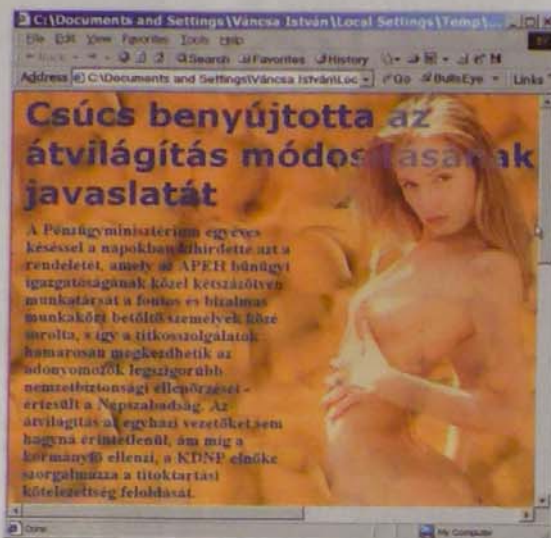 C:\Documents and Settings\Váncsa István\Local Settings\Temp\...
File Edit View Favorites Tools Help
Search Favorites History
Address C:\Documents and Settings\Váncsa István\Loc Go BullsEye Links
Csúcs benyújtotta az
átvilágítás módosításának
javaslatát
A Pénzügyminisztérium egyéves
késéssel a napokban kihirdette azt a
rendeletét, amely az APEH bűnügyi
igazgatóságának közel kétszázötven
munkatársát a fontos és bizalmas
munkakört betöltő személyek közé
sorolta, s így a titkosszolgálatok
hamarosan megkezdhetik az
adónyomozók legszigorúbb
nemzetbiztonsági ellenőrzését -
értesült a Népszabadság. Az
átvilágítás az egyházi vezetőket sem
hagyná érintetlenül, ám míg a
kormányfő ellenzi, a KDNP elnöke
szorgalmazza a titoktartási
kötelezettség feloldását.
Done
My Computer